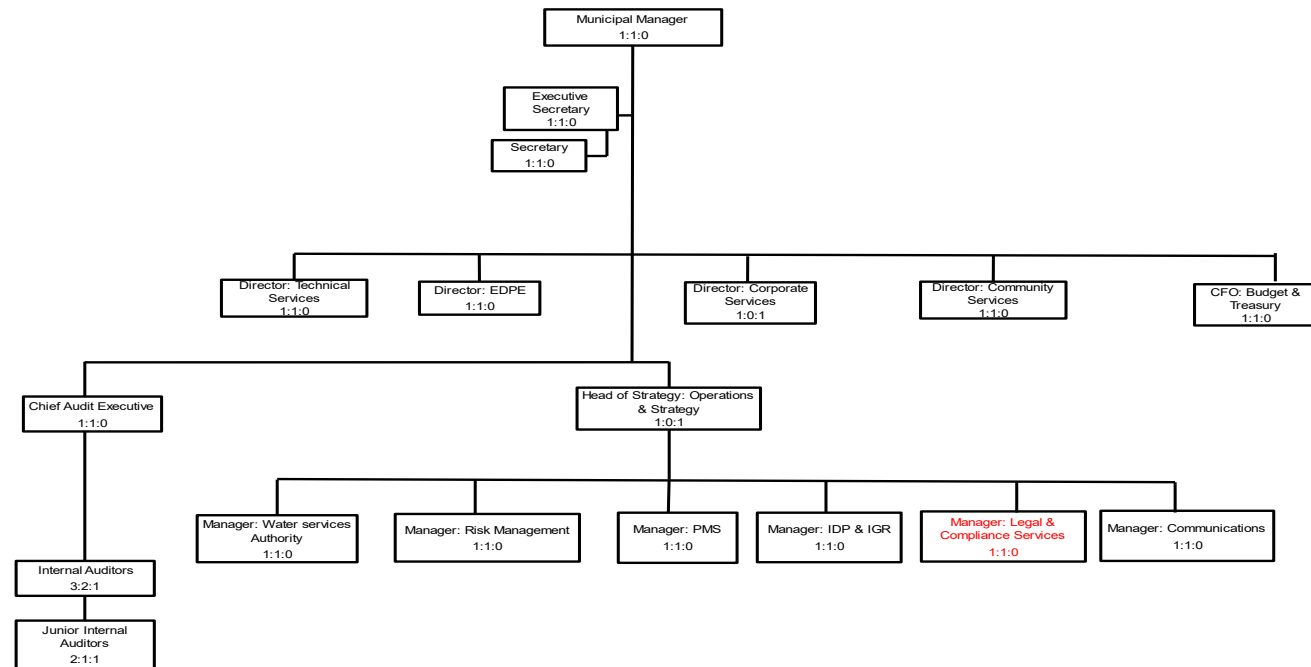 Municipal Manager
1:1:0
Executive
Secretary
1:1:0
Secretary
1:1:0
Director: Technical
Services
1:1:0
Director: EDPE
1:1:0
Director: Corporate
Services
1:0:1
Director: Community
Services
1:1:0
CFO: Budget &
Treasury
1:1:0
Chief Audit Executive
1:1:0
Head of Strategy: Operations
& Strategy
1:0:1
Manager: Water services
Authority
1:1:0
Manager: Risk Management
1:1:0
Manager: PMS
1:1:0
Manager: IDP & IGR
1:1:0
Manager: Legal &
Compliance Services
1:1:0
Manager: Communications
1:1:0
Internal Auditors
3:2:1
Junior Internal
Auditors
2:1:1